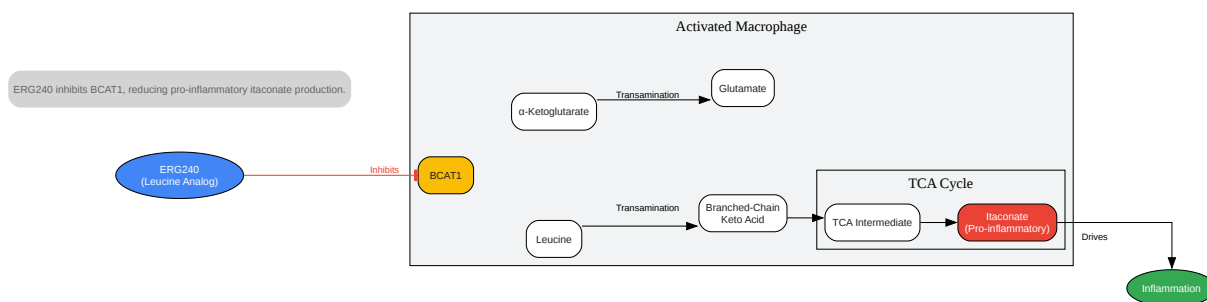 Activated Macrophage
ERG240 inhibits BCAT1, reducing pro-inflammatory itaconate production.
α-Ketoglutarate
Transamination
Glutamate
ERG240
(Leucine Analog)
Inhibits
BCAT1
Leucine
Transamination
Branched-Chain
Keto Acid
TCA Cycle
TCA Intermediate
Itaconate
(Pro-inflammatory)
Drives
Inflammation